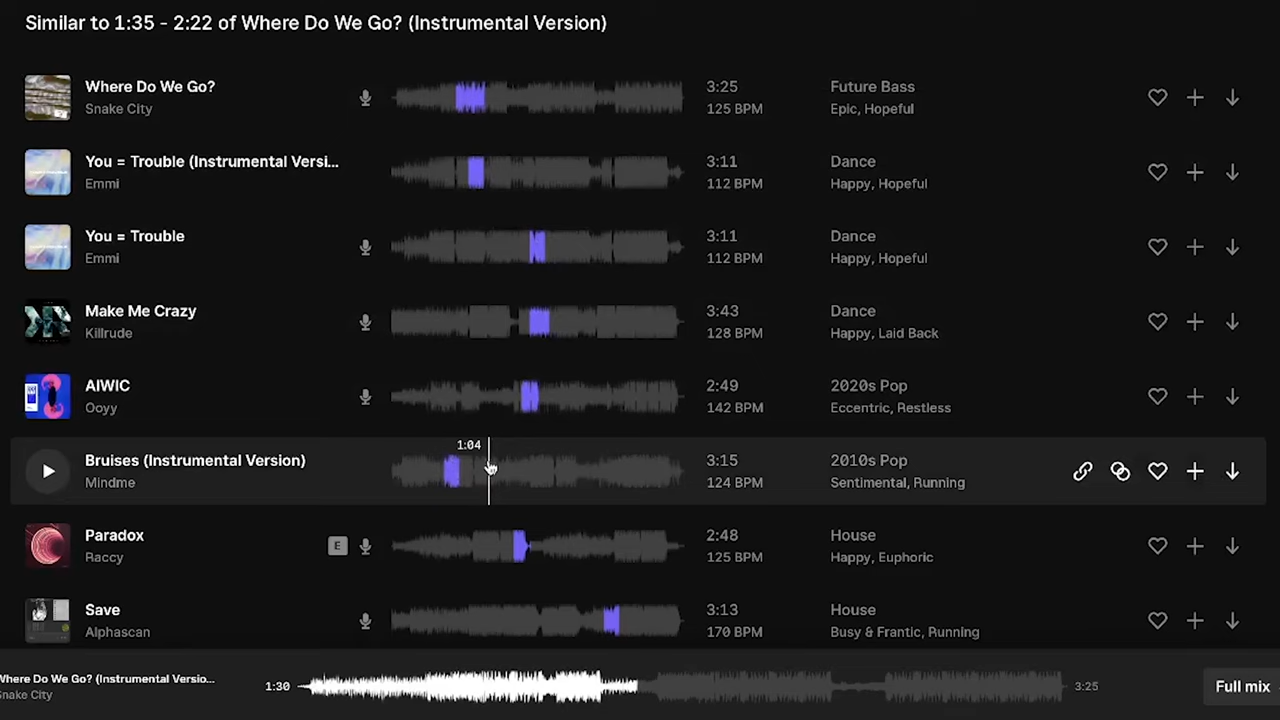 Similar to 1:35 - 2:22 of Where Do We Go? (Instrumental Version)
Where Do We Go?
Snake City
3:25
125 BPM
Future Bass
Epic, Hopeful
You = Trouble (Instrumental Versi...
Emmi
3:11
112 BPM
Dance
Happy, Hopeful
You = Trouble
Emmi
3:11
112 BPM
Dance
Happy, Hopeful
Make Me Crazy
Killrude
3:43
128 BPM
Dance
Happy, Laid Back
AIWIC
Ooyy
2:49
142 BPM
2020s Pop
Eccentric, Restless
1:04
Bruises (Instrumental Version)
Mindme
3:15
124 BPM
2010s Pop
Sentimental, Running
Paradox
Raccy
E
2:48
125 BPM
House
Happy, Euphoric
Save
Alphascan
3:13
170 BPM
House
Busy & Frantic, Running
Where Do We Go? (Instrumental Versio...
Snake City
1:30
3:25
Full mix